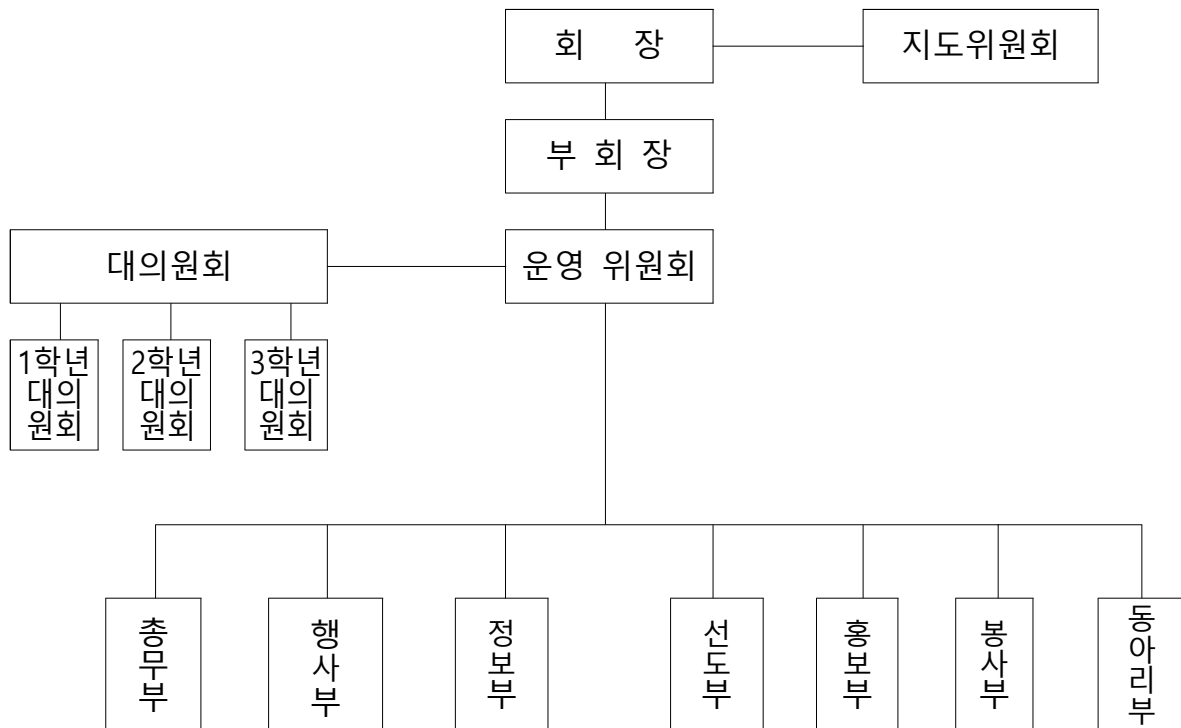 회 장
지도위원회
부 회 장
대의원회
운영 위원회
1학년
대의
원회
2학년
대의
원회
3학년
대의
원회
총무부
행사부
정보부
선도부
홍보부
봉사부
동아리부